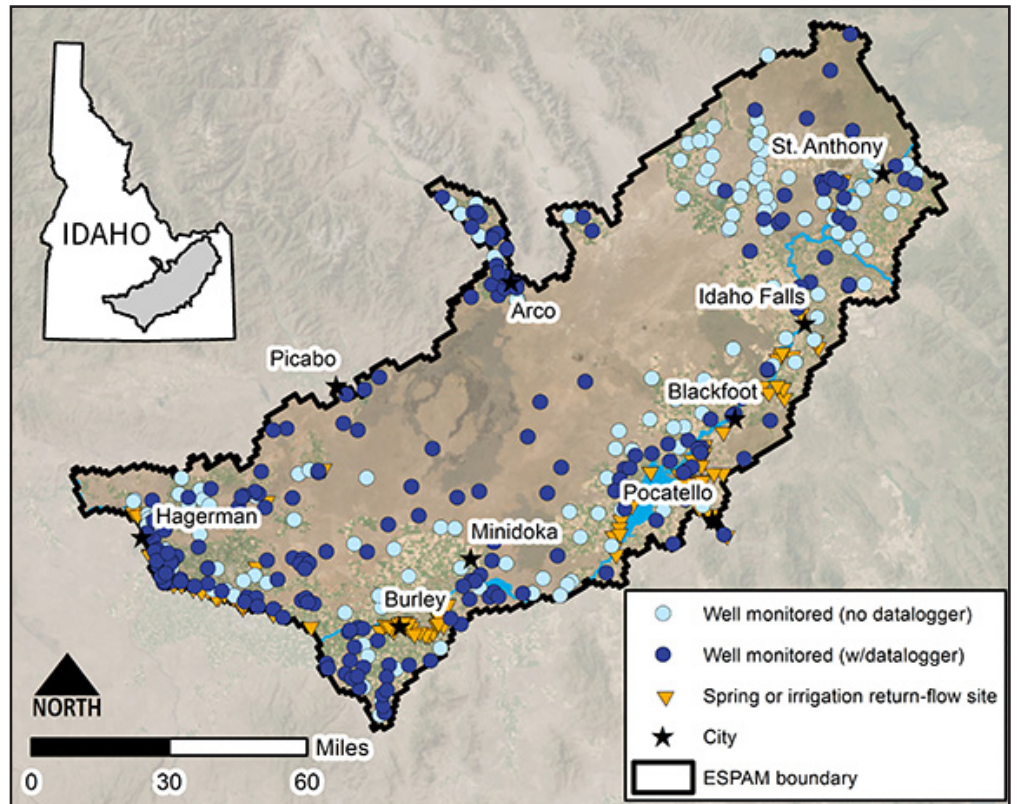 IDAHO
St. Anthony
Arco
Idaho Falls
Picabo
Blackfoot
Pocatello
Hagerman
Minidoka
Burley
NORTH
Miles
0 30 60
Well monitored (no datalogger)
Well monitored (w/datalogger)
Spring or irrigation return-flow site
City
ESPAM boundary